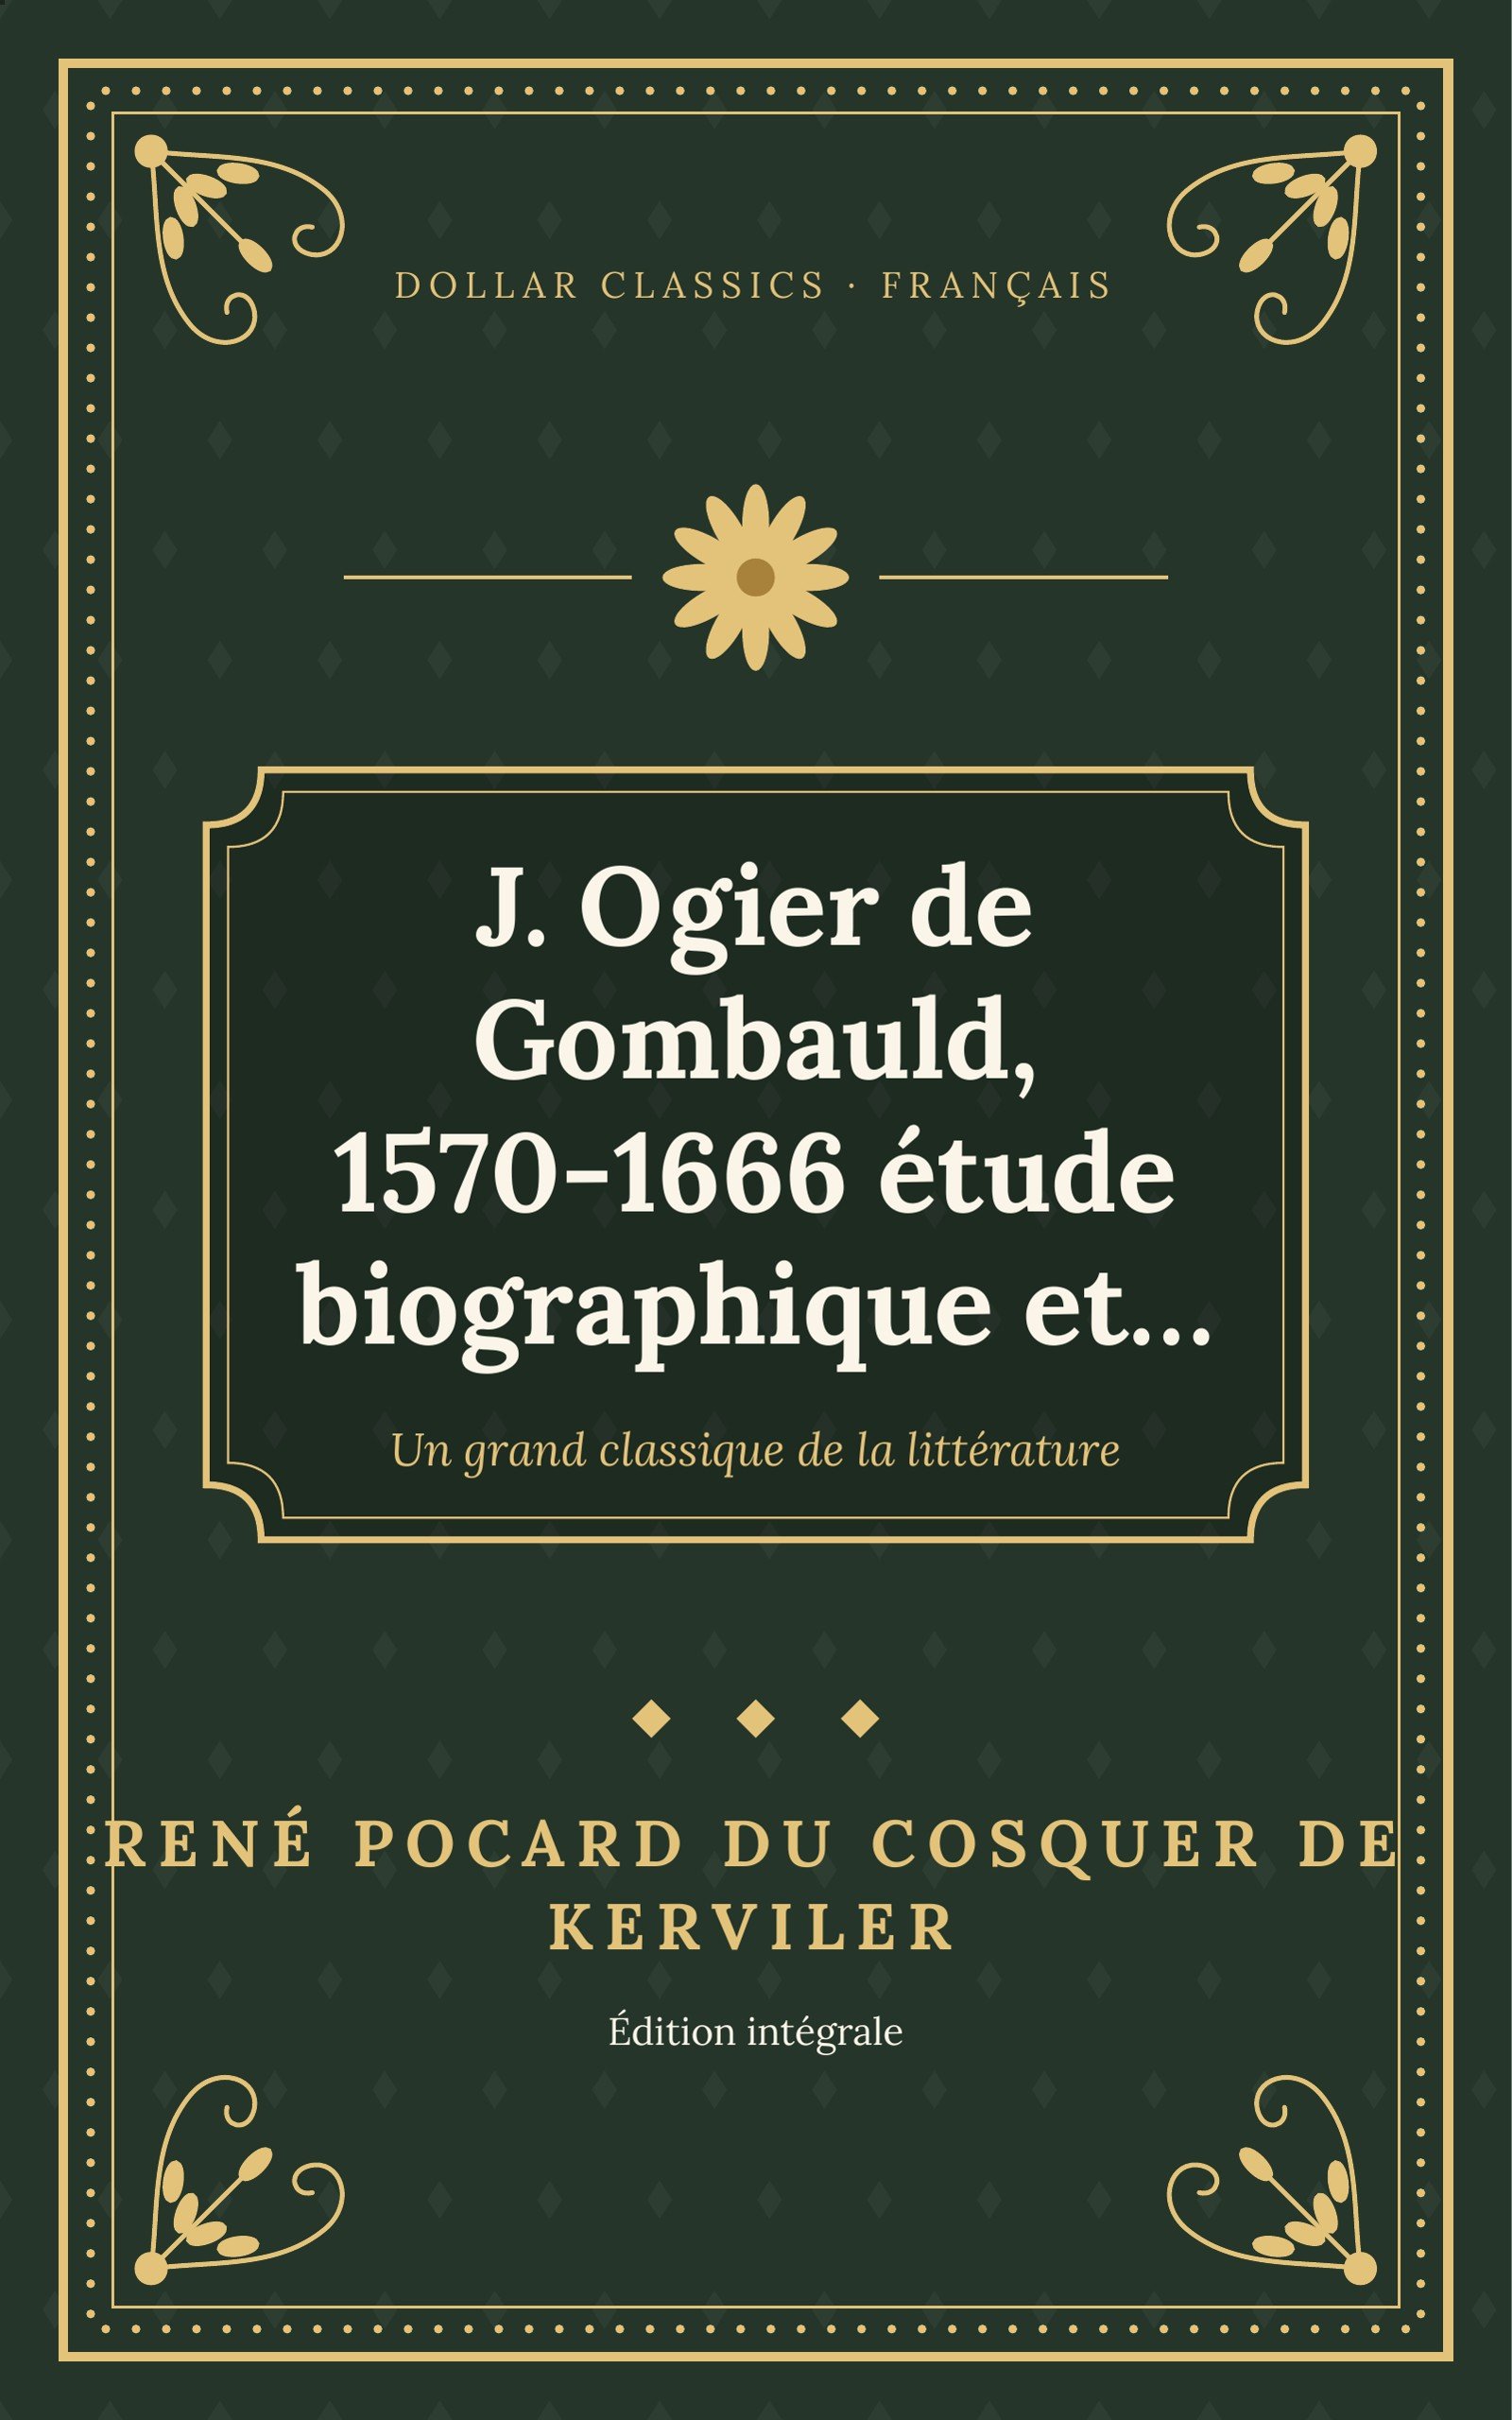 DOLLAR CLASSICS · FRANÇAIS
J. Ogier de
Gombauld,
1570-1666 étude
biographique et...
Un grand classique de la littérature
RENÉ POCARD DU COSQUER DE
KERVILER
Édition intégrale